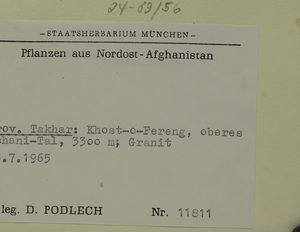 24-89/56
- STAATSHERBARIUM MÜNCHEN -
Pflanzen aus Nordost-Afghanistan
rov. Takhar: Khost-o-Fereng, oberes
hani-Tal, 3300 m; Granit
.7.1965
leg. D. PODLECH Nr. 11811